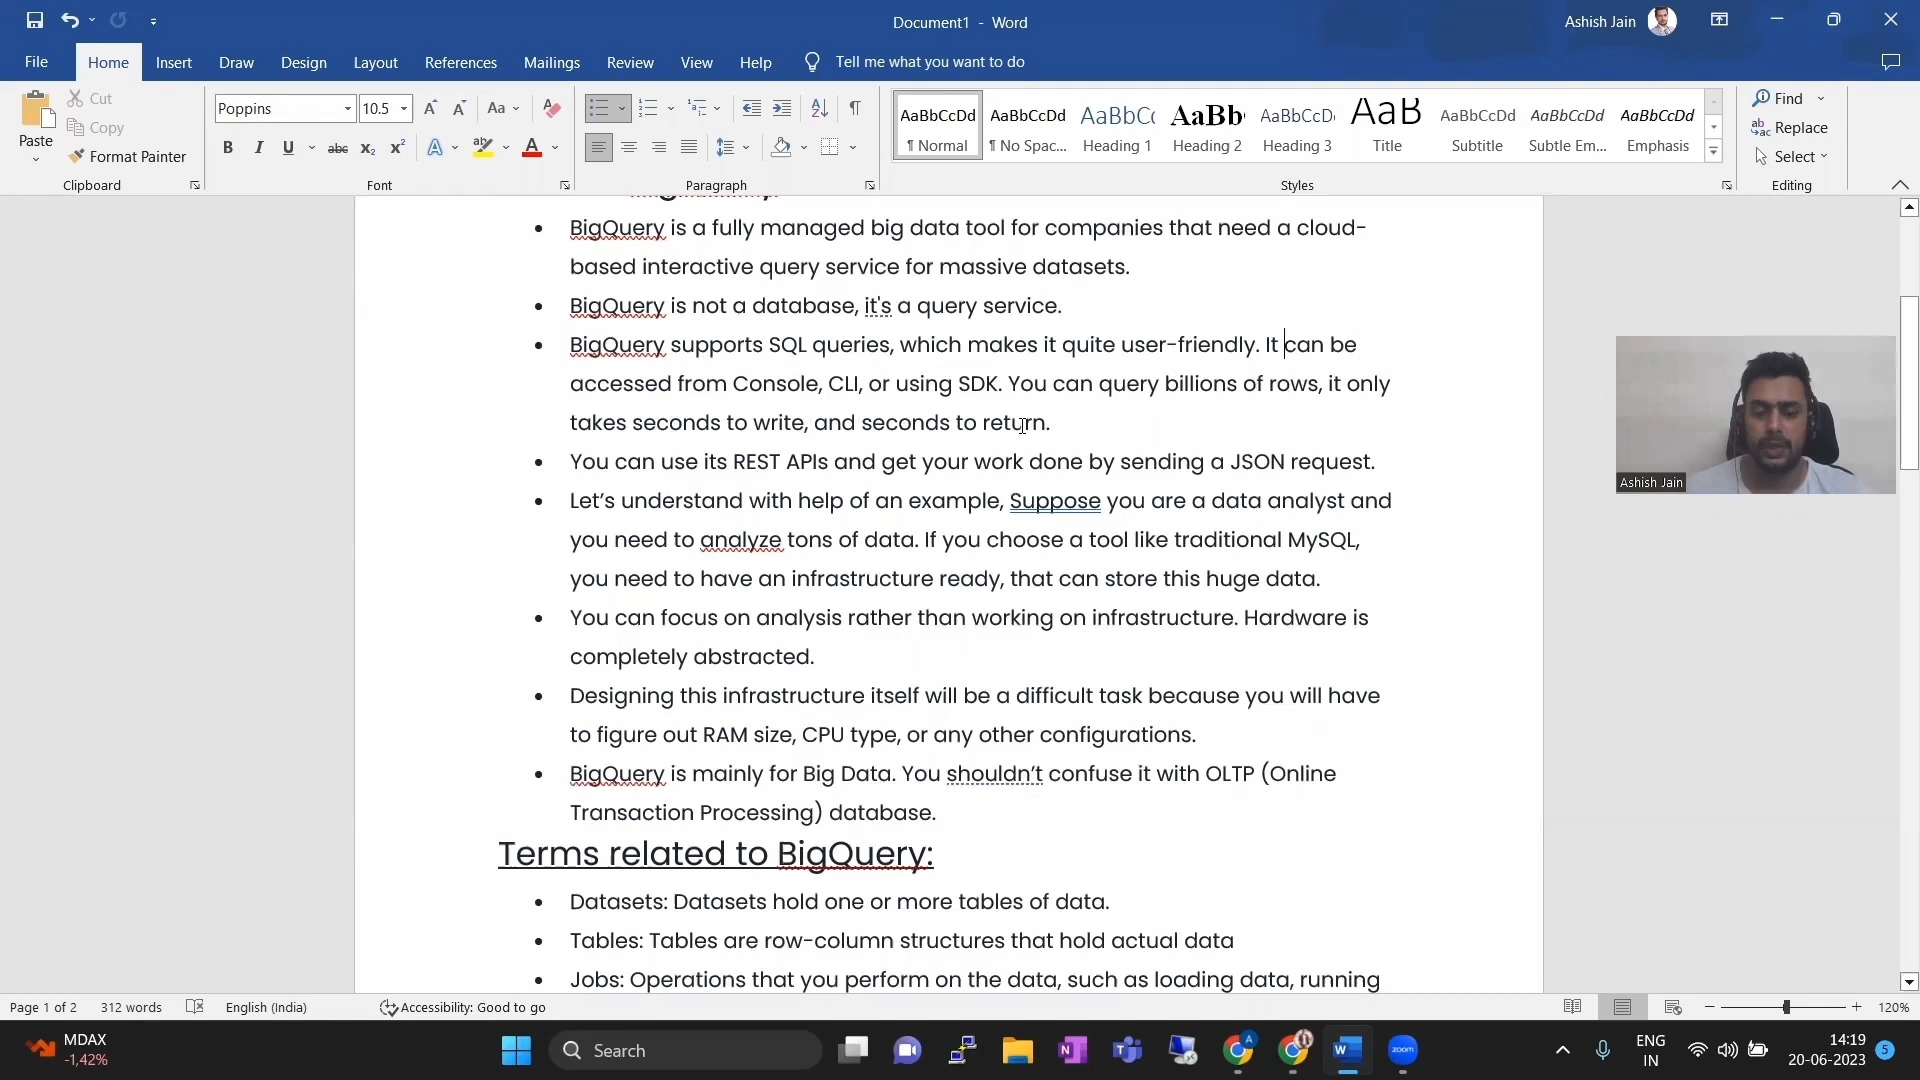 Document1 - Word
Ashish Jain
File Home Insert Draw Design Layout References Mailings Review View Help Tell me what you want to do
Paste
Cut
Copy
Format Painter
Clipboard
Poppins 10.5
Font
Paragraph
AaBbCcDd AaBbCcDd AaBbCc AaBb AaBbCcD AaB AaBbCcDd AaBbCcDd AaBbCcDd
¶ Normal ¶ No Spac... Heading 1 Heading 2 Heading 3 Title Subtitle Subtle Em... Emphasis
Styles
Find
Replace
Select
Editing
• BigQuery is a fully managed big data tool for companies that need a cloud-
based interactive query service for massive datasets.
• BigQuery is not a database, it's a query service.
• BigQuery supports SQL queries, which makes it quite user-friendly. It can be
accessed from Console, CLI, or using SDK. You can query billions of rows, it only
takes seconds to write, and seconds to return.
• You can use its REST APIs and get your work done by sending a JSON request.
• Let’s understand with help of an example, Suppose you are a data analyst and
you need to analyze tons of data. If you choose a tool like traditional MySQL,
you need to have an infrastructure ready, that can store this huge data.
• You can focus on analysis rather than working on infrastructure. Hardware is
completely abstracted.
• Designing this infrastructure itself will be a difficult task because you will have
to figure out RAM size, CPU type, or any other configurations.
• BigQuery is mainly for Big Data. You shouldn’t confuse it with OLTP (Online
Transaction Processing) database.
Terms related to BigQuery:
• Datasets: Datasets hold one or more tables of data.
• Tables: Tables are row-column structures that hold actual data
• Jobs: Operations that you perform on the data, such as loading data, running
Ashish Jain
Page 1 of 2 312 words English (India) Accessibility: Good to go 120%
MDAX
-1,42%
Search
zoom
ENG
IN
14:19
20-06-2023
5